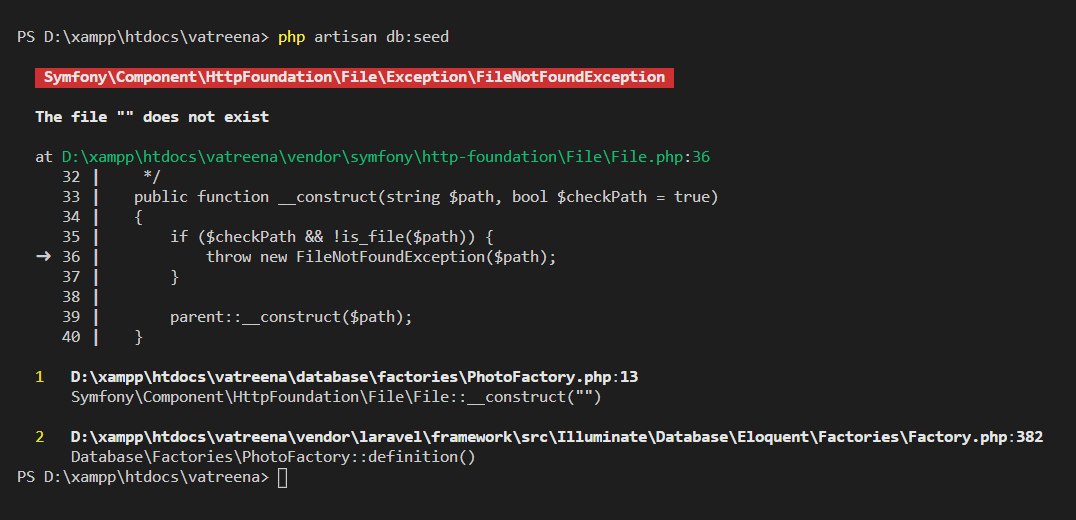 PS D:\xampp\htdocs\vatreena> php artisan db:seed
Symfony\Component\HttpFoundation\File\Exception\FileNotFoundException
The file "" does not exist
at D:\xampp\htdocs\vatreena\vendor\symfony\http-foundation\File\File.php:36
32 | */
33 | public function __construct(string $path, bool $checkPath = true)
34 | {
35 | if ($checkPath && !is_file($path)) {
➜ 36 | throw new FileNotFoundException($path);
37 | }
38 |
39 | parent::__construct($path);
40 | }
1 D:\xampp\htdocs\vatreena\database\factories\PhotoFactory.php:13
Symfony\Component\HttpFoundation\File\File::__construct("")
2 D:\xampp\htdocs\vatreena\vendor\laravel\framework\src\Illuminate\Database\Eloquent\Factories\Factory.php:382
Database\Factories\PhotoFactory::definition()
PS D:\xampp\htdocs\vatreena>